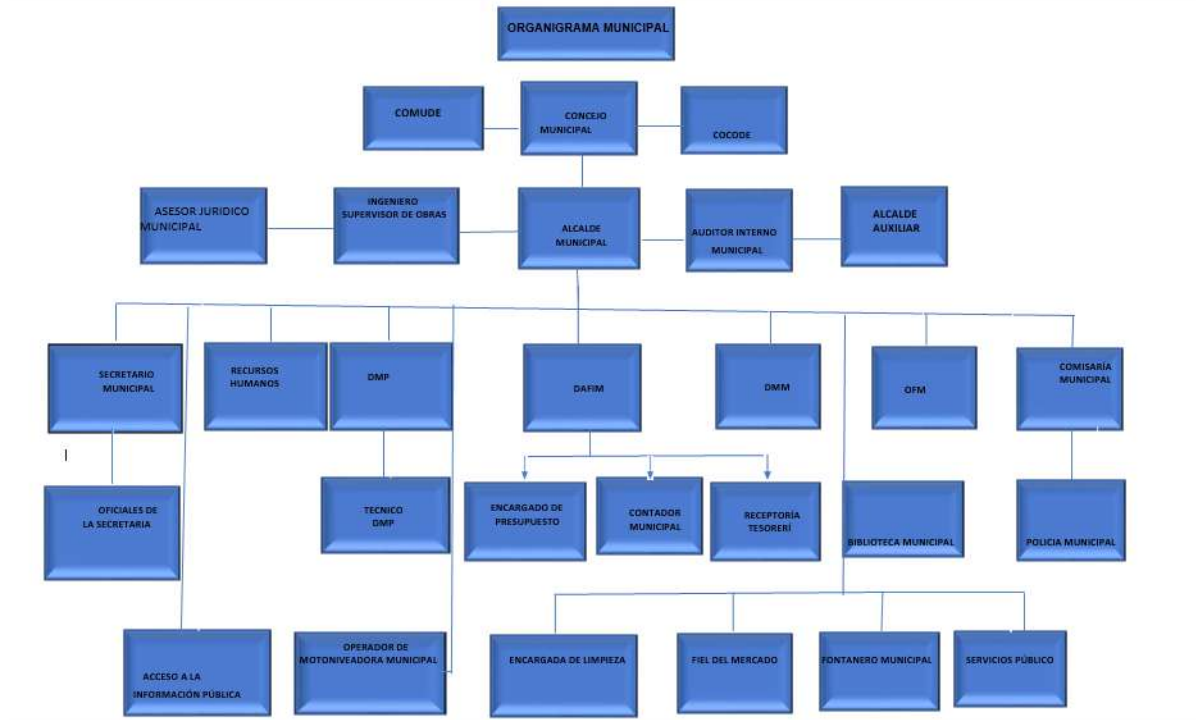 ORGANIGRAMA MUNICIPAL
COMUDE
CONCEJO
MUNICIPAL
COCODE
ASESOR JURIDICO
MUNICIPAL
INGENIERO
SUPERVISOR DE OBRAS
ALCALDE
MUNICIPAL
AUDITOR INTERNO
MUNICIPAL
ALCALDE
AUXILIAR
SECRETARIO
MUNICIPAL
RECURSOS
HUMANOS
DMP
DAFIM
DMM
OFM
COMISARÍA
MUNICIPAL
OFICIALES DE
LA SECRETARIA
TECNICO
DMP
ENCARGADO DE
PRESUPUESTO
CONTADOR
MUNICIPAL
RECEPTORÍA
TESORERÍ
BIBLIOTECA MUNICIPAL
POLICIA MUNICIPAL
ACCESO A LA
INFORMACIÓN PÚBLICA
OPERADOR DE
MOTONIVEADORA MUNICIPAL
ENCARGADA DE LIMPIEZA
FIEL DEL MERCADO
FONTANERO MUNICIPAL
SERVICIOS PÚBLICO